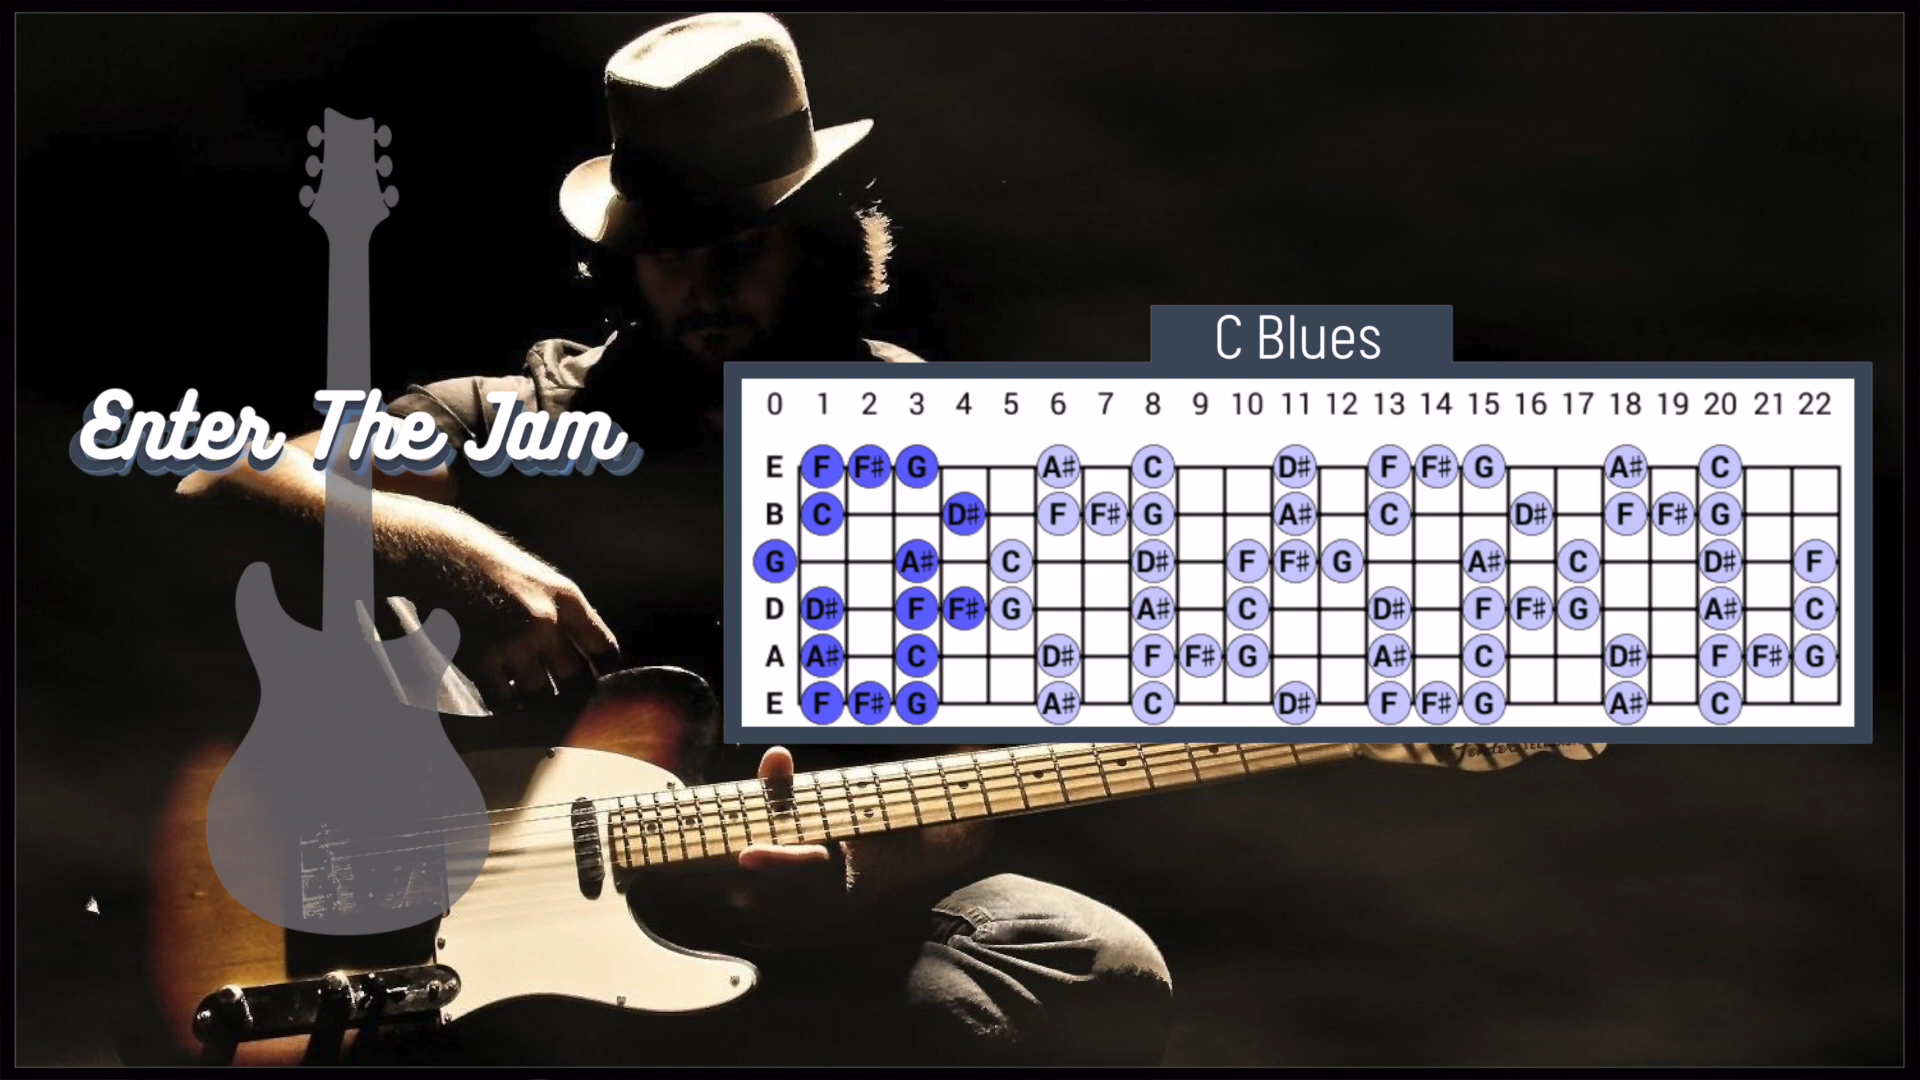 C Blues
Enter The Jam
0 1 2 3 4 5 6 7 8 9 10 11 12 13 14 15 16 17 18 19 20 21 22
E F F# G A# C D# F F# G A# C
B C D# F F# G A# C D# F F# G
G A# C D# F F# G A# C D# F
D D# F F# G A# C D# F F# G A# C
A A# C D# F F# G A# C D# F F# G
E F F# G A# C D# F F# G A# C
Fender